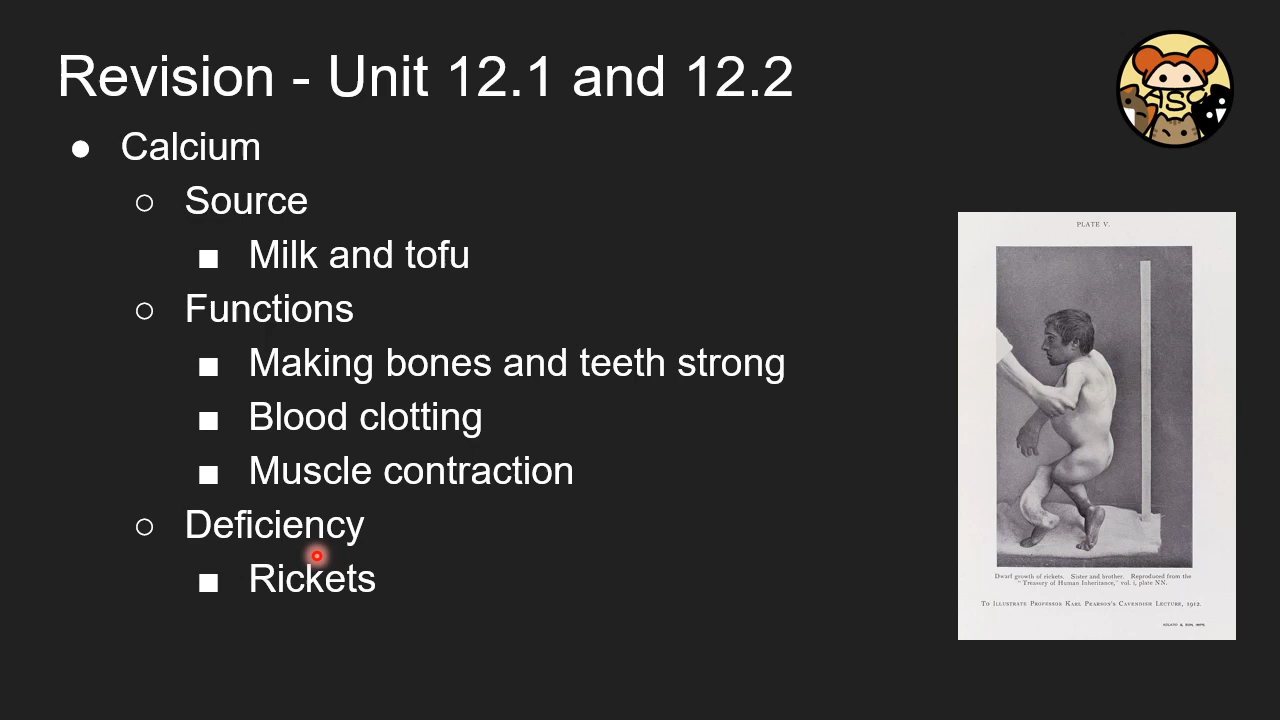 Revision - Unit 12.1 and 12.2
● Calcium
○ Source
■ Milk and tofu
○ Functions
■ Making bones and teeth strong
■ Blood clotting
■ Muscle contraction
○ Deficiency
■ Rickets
PLATE V.
Dwarf growth of rickets. Sister and brother. Reproduced from the
"Treasury of Human Inheritance," vol. i, plate NN.
To Illustrate Professor Karl Pearson's Cavendish Lecture, 1912.